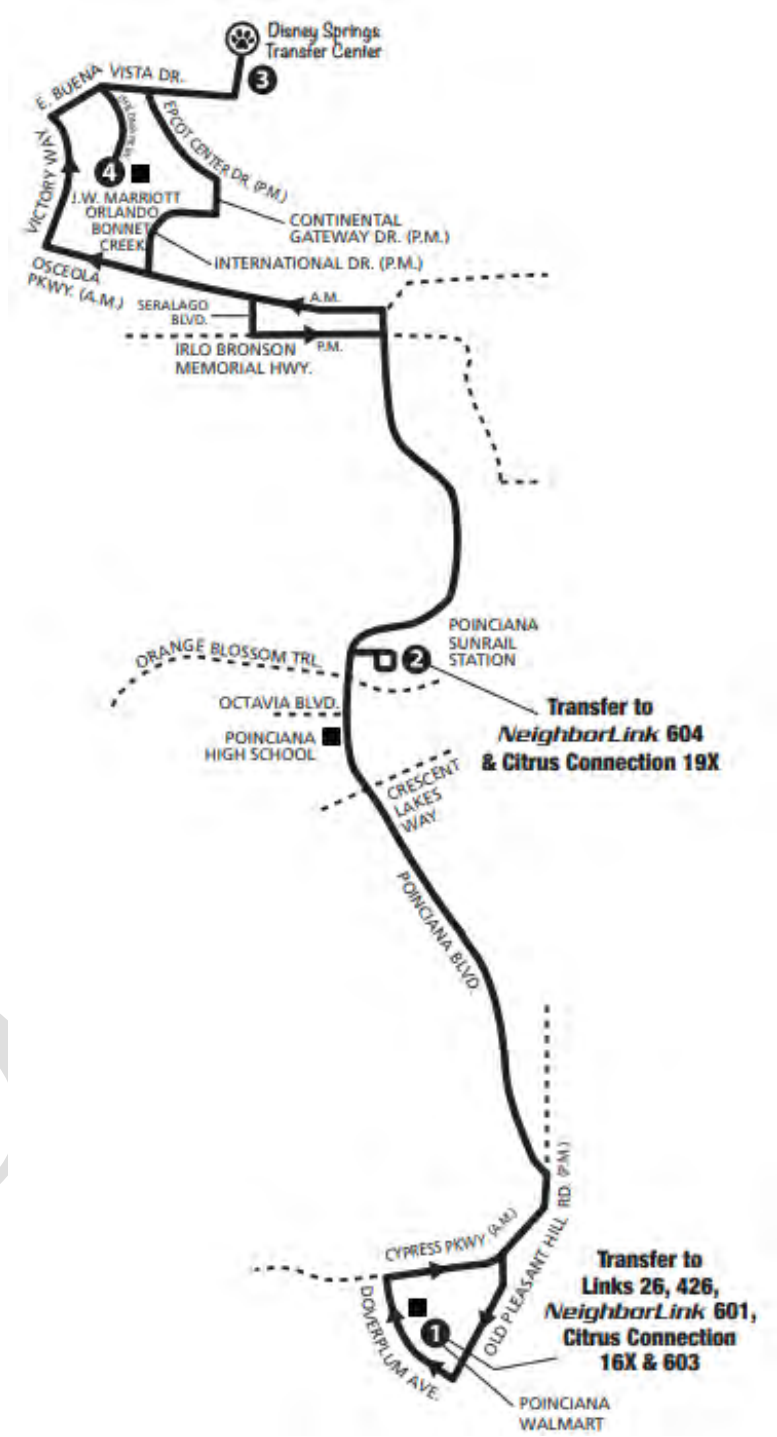 Disney Springs
Transfer Center
3
E. BUENA VISTA DR.
EPCOT CENTER DR. (P.M.)
VICTORY WAY
4
J.W. MARRIOTT
ORLANDO
BONNET
CREEK
CONTINENTAL
GATEWAY DR. (P.M.)
INTERNATIONAL DR. (P.M.)
OSCEOLA
PKWY. (A.M.)
SERALAGO
BLVD.
A.M.
P.M.
IRLO BRONSON
MEMORIAL HWY.
POINCIANA
SUNRAIL
STATION
ORANGE BLOSSOM TRL.
2
OCTAVIA BLVD.
Transfer to
NeighborLink 604
& Citrus Connection 19X
POINCIANA
HIGH SCHOOL
CRESCENT
LAKES
WAY
POINCIANA BLVD.
CYPRESS PKWY (A.M.)
OLD PLEASANT HILL RD. (P.M.)
DOVERPLUM AVE.
1
Transfer to
Links 26, 426,
NeighborLink 601,
Citrus Connection
16X & 603
POINCIANA
WALMART